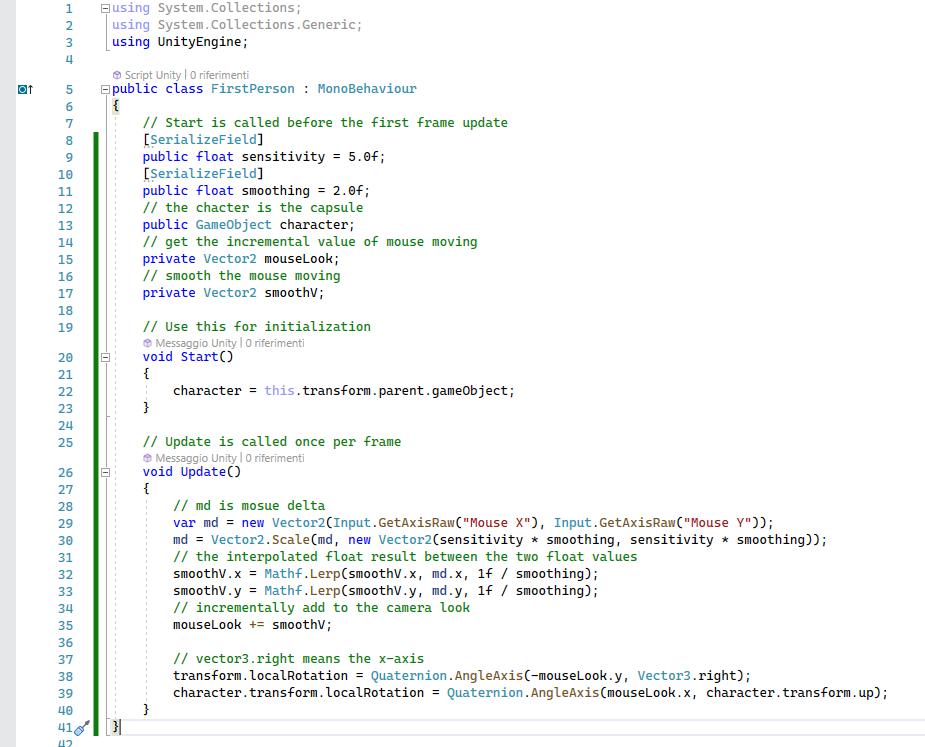 1 using System.Collections;
2 using System.Collections.Generic;
3 using UnityEngine;
4
Script Unity | 0 riferimenti
5 public class FirstPerson : MonoBehaviour
6 {
7 // Start is called before the first frame update
8 [SerializeField]
9 public float sensitivity = 5.0f;
10 [SerializeField]
11 public float smoothing = 2.0f;
12 // the chacter is the capsule
13 public GameObject character;
14 // get the incremental value of mouse moving
15 private Vector2 mouseLook;
16 // smooth the mouse moving
17 private Vector2 smoothV;
18
19 // Use this for initialization
Messaggio Unity | 0 riferimenti
20 void Start()
21 {
22 character = this.transform.parent.gameObject;
23 }
24
25 // Update is called once per frame
Messaggio Unity | 0 riferimenti
26 void Update()
27 {
28 // md is mosue delta
29 var md = new Vector2(Input.GetAxisRaw("Mouse X"), Input.GetAxisRaw("Mouse Y"));
30 md = Vector2.Scale(md, new Vector2(sensitivity * smoothing, sensitivity * smoothing));
31 // the interpolated float result between the two float values
32 smoothV.x = Mathf.Lerp(smoothV.x, md.x, 1f / smoothing);
33 smoothV.y = Mathf.Lerp(smoothV.y, md.y, 1f / smoothing);
34 // incrementally add to the camera look
35 mouseLook += smoothV;
36
37 // vector3.right means the x-axis
38 transform.localRotation = Quaternion.AngleAxis(-mouseLook.y, Vector3.right);
39 character.transform.localRotation = Quaternion.AngleAxis(mouseLook.x, character.transform.up);
40 }
41 }
42